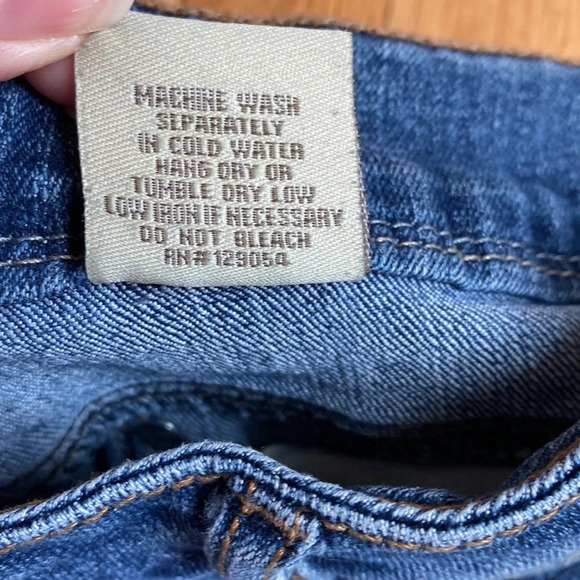 MACHINE WASH
SEPARATELY
IN COLD WATER
HANG DRY OR
TUMBLE DRY LOW
LOW IRON IF NECESSARY
DO NOT BLEACH
RN# 129054